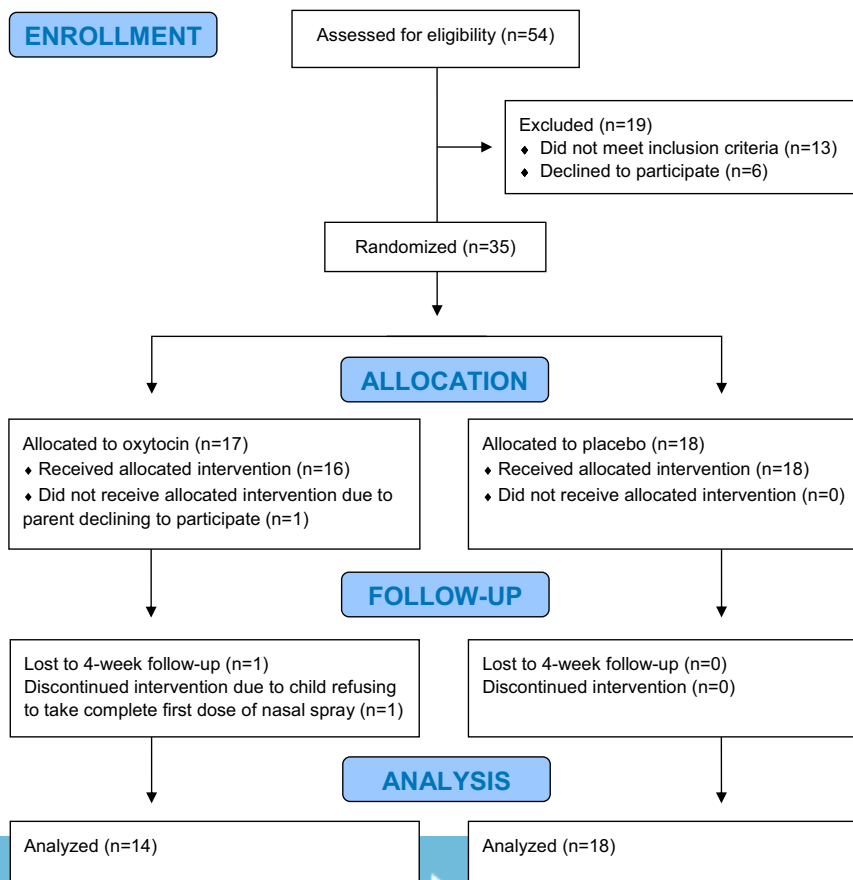 ENROLLMENT
Assessed for eligibility (n=54)
Excluded (n=19)
♦ Did not meet inclusion criteria (n=13)
♦ Declined to participate (n=6)
Randomized (n=35)
ALLOCATION
Allocated to oxytocin (n=17)
♦ Received allocated intervention (n=16)
♦ Did not receive allocated intervention due to
parent declining to participate (n=1)
Allocated to placebo (n=18)
♦ Received allocated intervention (n=18)
♦ Did not receive allocated intervention (n=0)
FOLLOW-UP
Lost to 4-week follow-up (n=1)
Discontinued intervention due to child refusing
to take complete first dose of nasal spray (n=1)
Lost to 4-week follow-up (n=0)
Discontinued intervention (n=0)
ANALYSIS
Analyzed (n=14)
Analyzed (n=18)